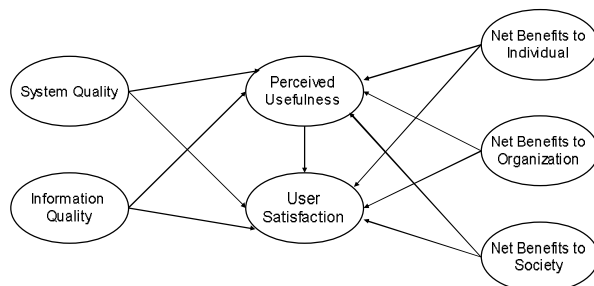 System Quality
Information
Quality
Perceived
Usefulness
User
Satisfaction
Net Benefits to
Individual
Net Benefits to
Organization
Net Benefits to
Society